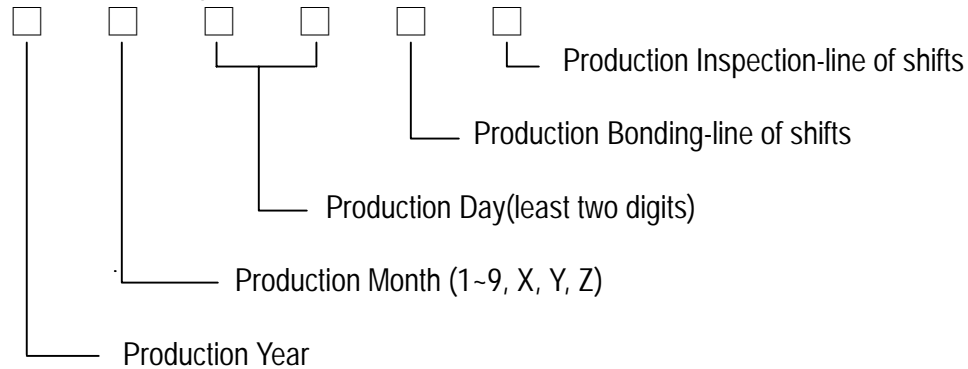 Production Inspection-line of shifts
Production Bonding-line of shifts
Production Day(least two digits)
Production Month (1~9, X, Y, Z)
Production Year